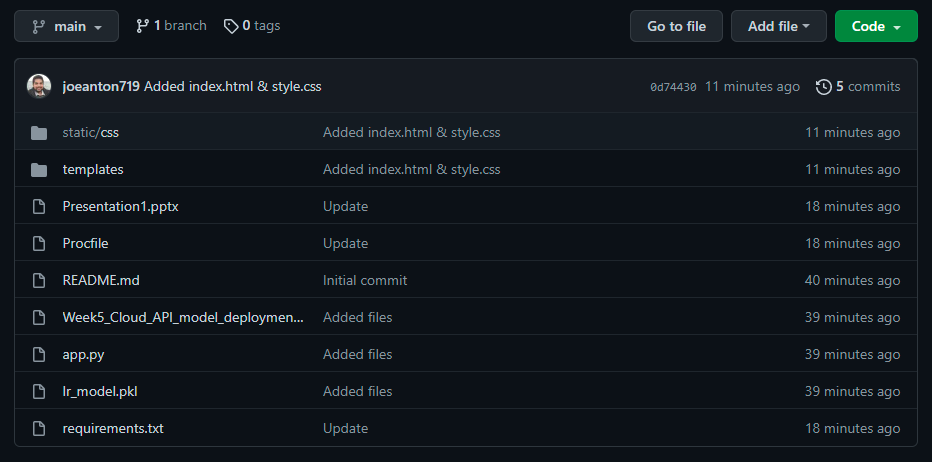 main 1 branch 0 tags Go to file Add file Code
joeanton719 Added index.html & style.css 0d74430 11 minutes ago 5 commits
static/css Added index.html & style.css 11 minutes ago
templates Added index.html & style.css 11 minutes ago
Presentation1.pptx Update 18 minutes ago
Procfile Update 18 minutes ago
README.md Initial commit 40 minutes ago
Week5_Cloud_API_model_deploymen... Added files 39 minutes ago
app.py Added files 39 minutes ago
lr_model.pkl Added files 39 minutes ago
requirements.txt Update 18 minutes ago